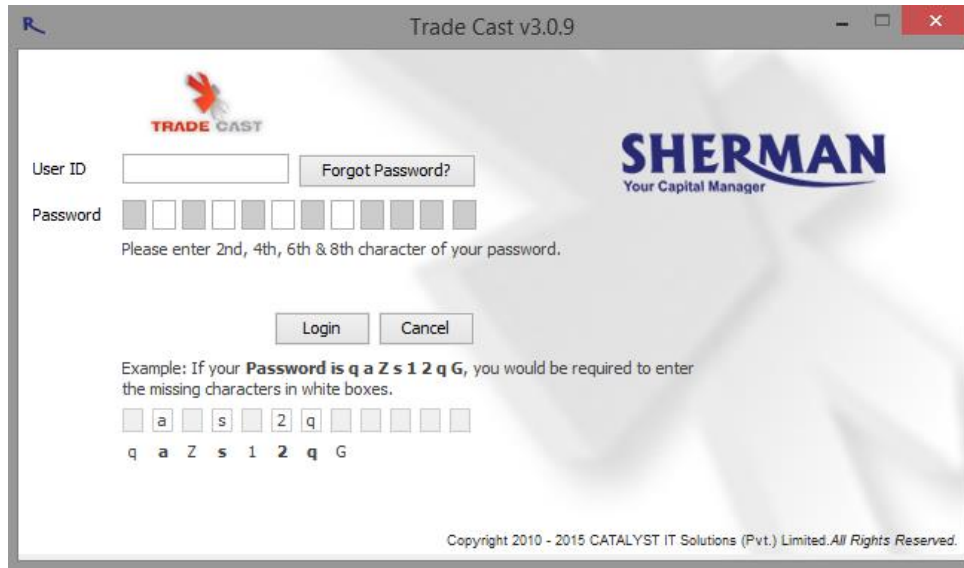 Trade Cast v3.0.9
TRADE CAST
SHERMAN
Your Capital Manager
User ID
Forgot Password?
Password
Please enter 2nd, 4th, 6th & 8th character of your password.
Login Cancel
Example: If your Password is q a Z s 1 2 q G, you would be required to enter
the missing characters in white boxes.
a s 2 q
q a Z s 1 2 q G
Copyright 2010 - 2015 CATALYST IT Solutions (Pvt.) Limited.All Rights Reserved.